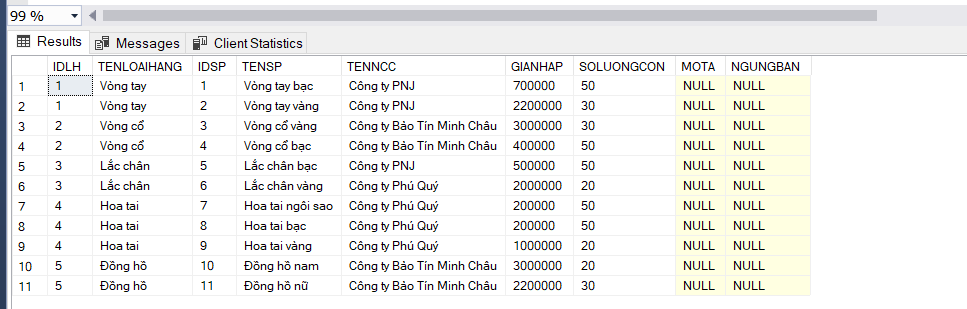 99 %
Results Messages Client Statistics
IDLH TENLOAIHANG IDSP TENSP TENNCC GIANHAP SOLUONGCON MOTA NGUNGBAN
1 1 Vòng tay 1 Vòng tay bạc Công ty PNJ 700000 50 NULL NULL
2 1 Vòng tay 2 Vòng tay vàng Công ty PNJ 2200000 30 NULL NULL
3 2 Vòng cổ 3 Vòng cổ vàng Công ty Bảo Tín Minh Châu 3000000 30 NULL NULL
4 2 Vòng cổ 4 Vòng cổ bạc Công ty Bảo Tín Minh Châu 400000 50 NULL NULL
5 3 Lắc chân 5 Lắc chân bạc Công ty PNJ 500000 50 NULL NULL
6 3 Lắc chân 6 Lắc chân vàng Công ty Phú Quý 2000000 20 NULL NULL
7 4 Hoa tai 7 Hoa tai ngôi sao Công ty Phú Quý 200000 50 NULL NULL
8 4 Hoa tai 8 Hoa tai bạc Công ty Phú Quý 200000 50 NULL NULL
9 4 Hoa tai 9 Hoa tai vàng Công ty Phú Quý 1000000 20 NULL NULL
10 5 Đồng hồ 10 Đồng hồ nam Công ty Bảo Tín Minh Châu 3000000 20 NULL NULL
11 5 Đồng hồ 11 Đồng hồ nữ Công ty Bảo Tín Minh Châu 2200000 30 NULL NULL